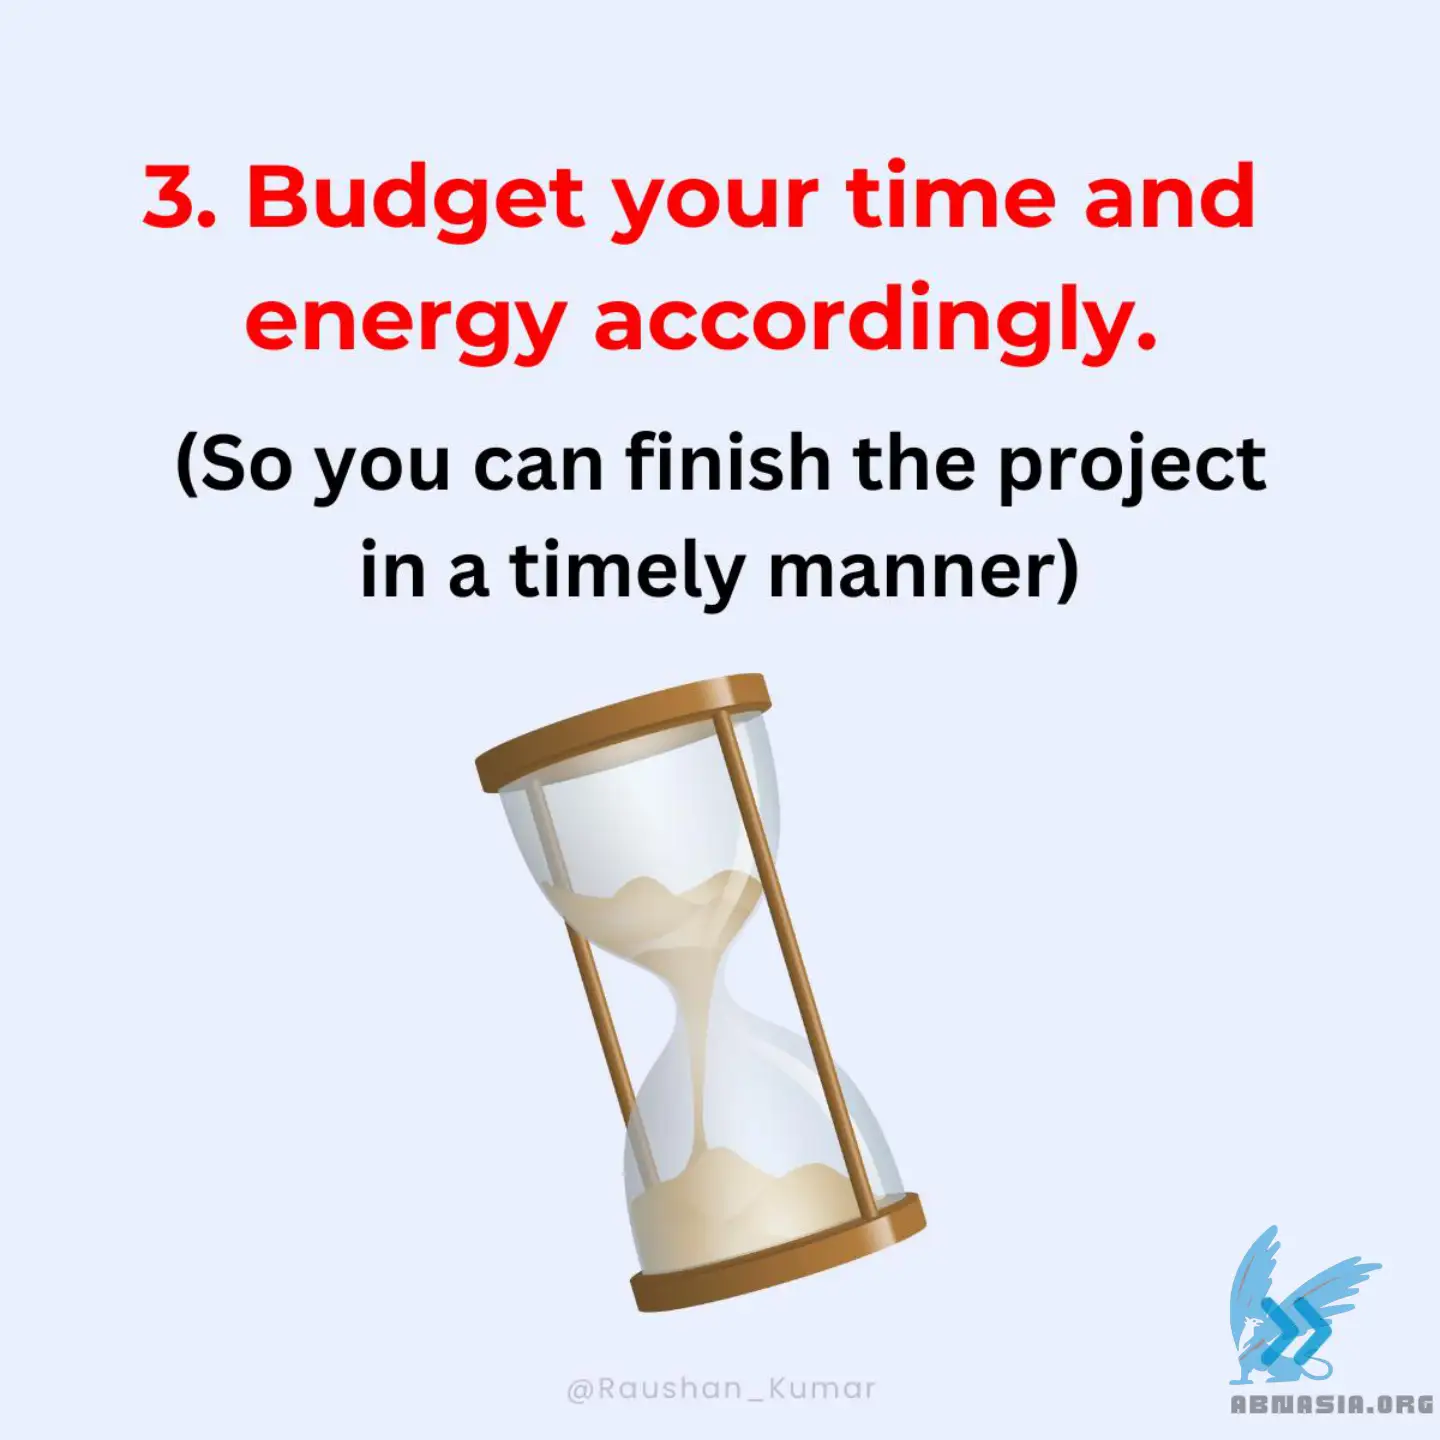 3. Budget your time and
energy accordingly.
(So you can finish the project
in a timely manner)
@Raushan_Kumar
ABNASIA.ORG